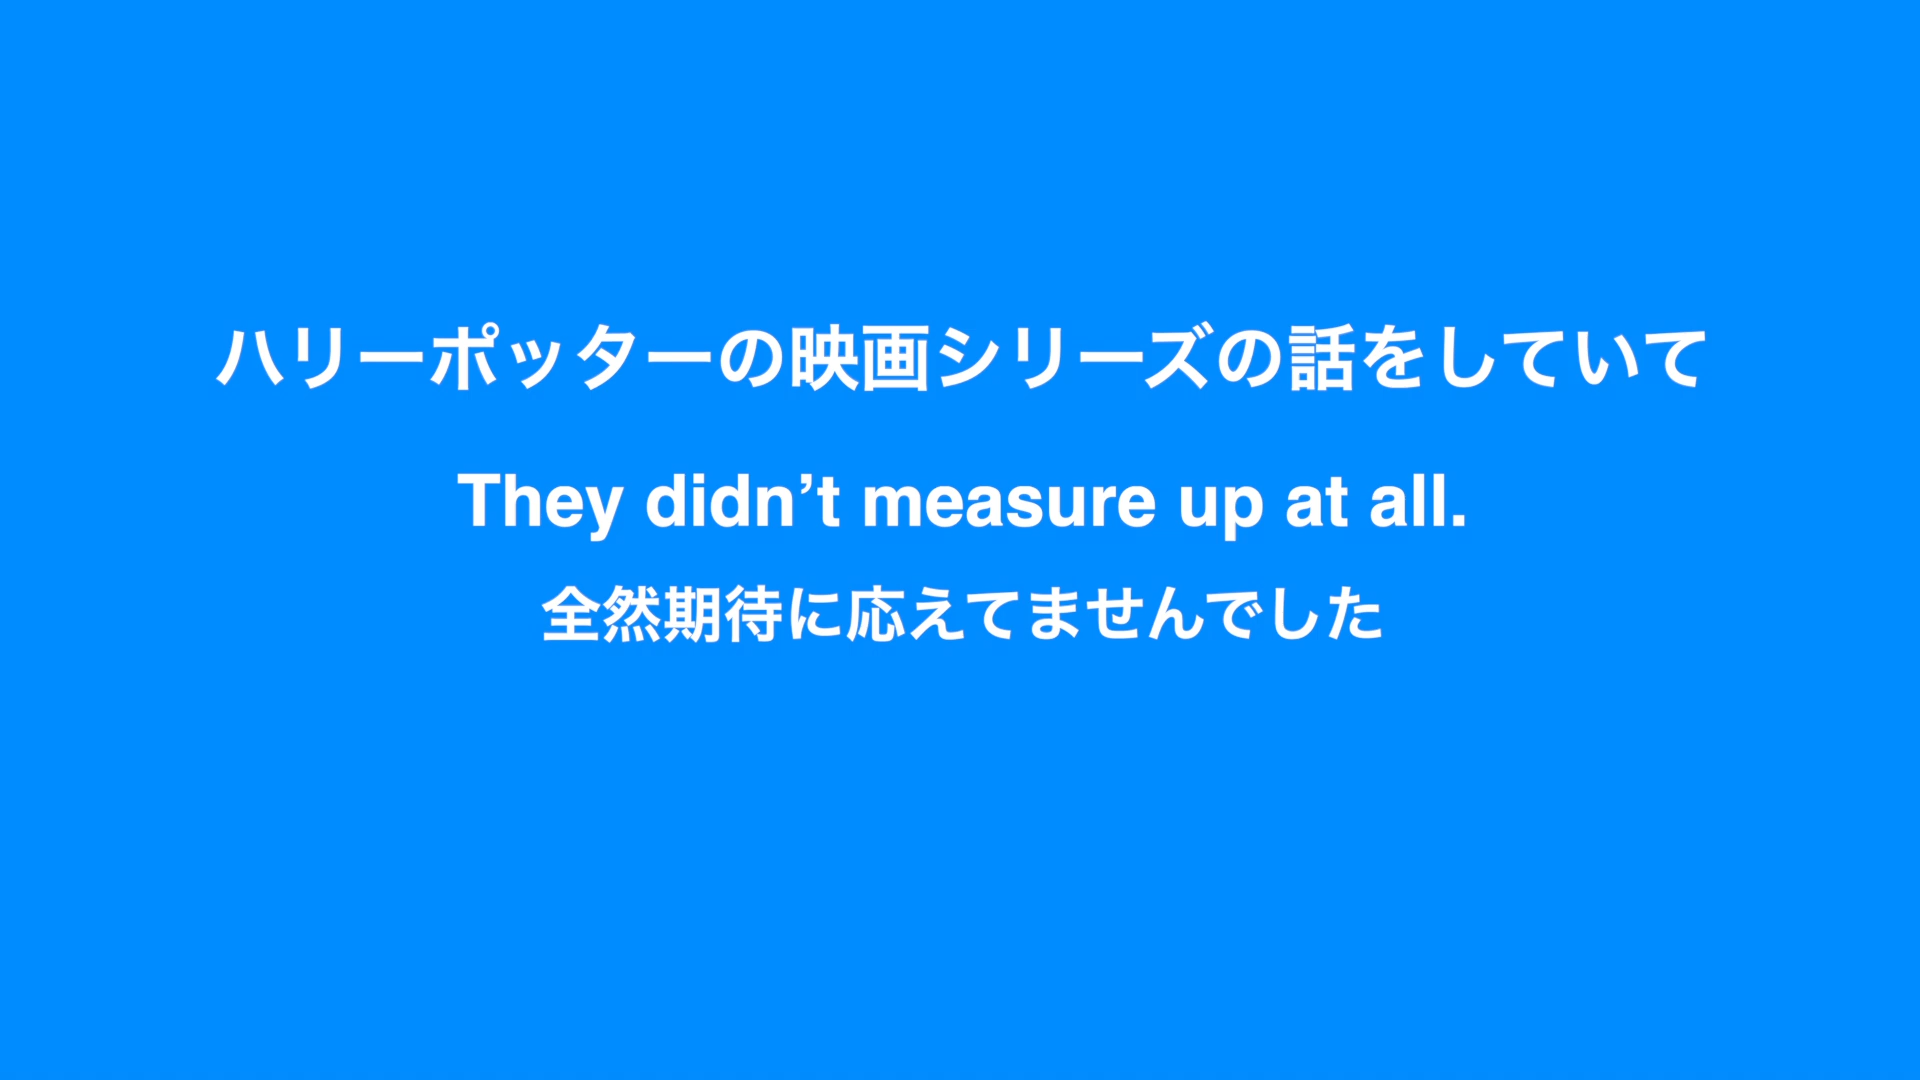 ハリーポッターの映画シリーズの話をしていて
They didn’t measure up at all.
全然期待に応えてませんでした